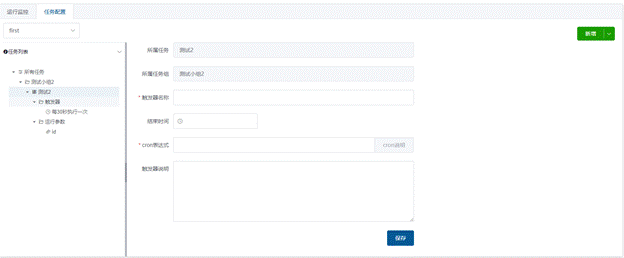 运行监控 任务配置
first
新增
任务列表
所有任务
测试小组2
测试2
触发器
每30秒执行一次
运行参数
id
所属任务 测试2
所属任务组 测试小组2
* 触发器名称
结束时间
* cron表达式 cron说明
触发器说明
保存